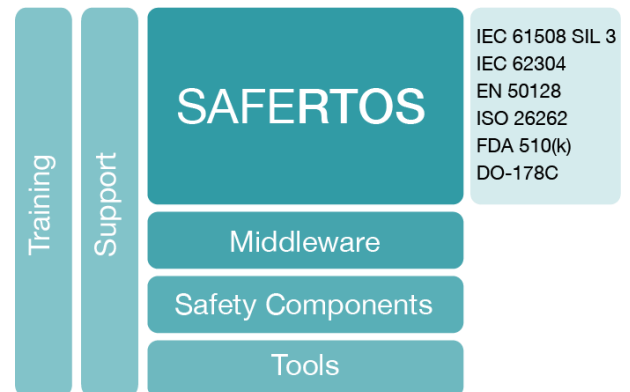 Training
Support
SAFERTOS
IEC 61508 SIL 3
IEC 62304
EN 50128
ISO 26262
FDA 510(k)
DO-178C
Middleware
Safety Components
Tools